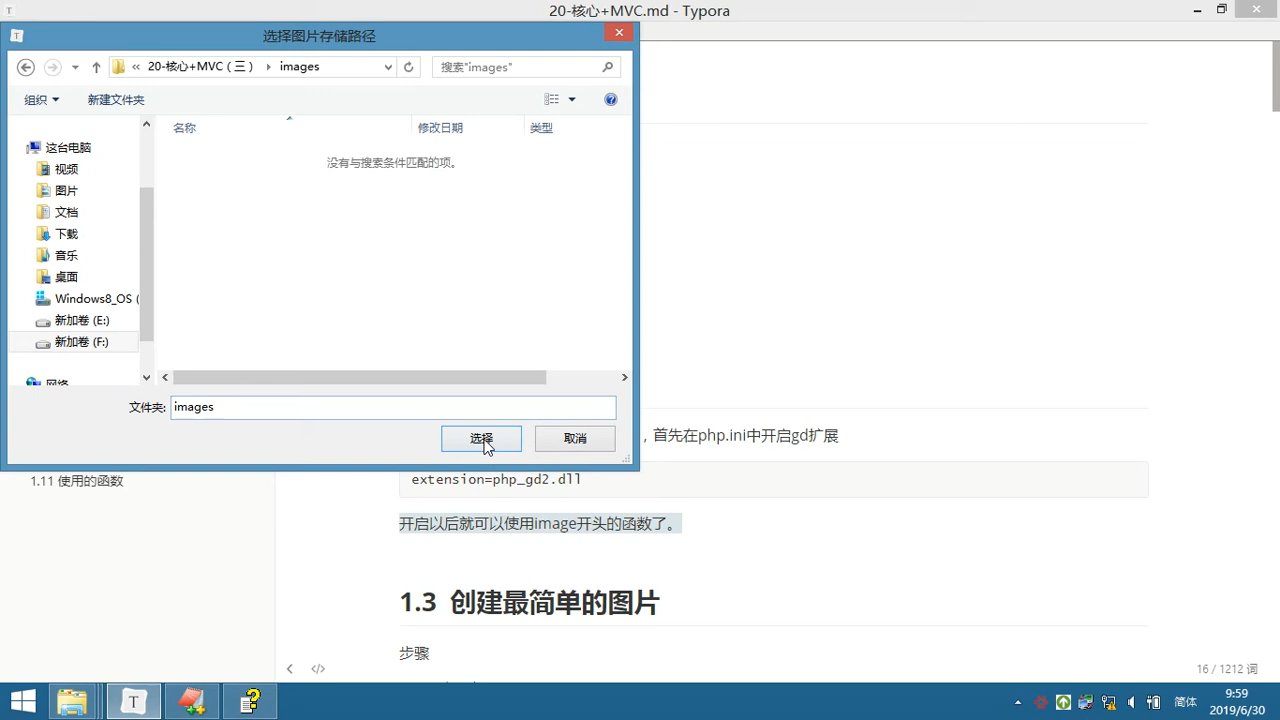 20-核心+MVC.md - Typora
选择图片存储路径
« 20-核心+MVC（三） images
搜索"images"
组织
新建文件夹
名称
修改日期
类型
没有与搜索条件匹配的项。
这台电脑
视频
图片
文档
下载
音乐
桌面
Windows8_OS (
新加卷 (E:)
新加卷 (F:)
网络
文件夹:
images
选择
取消
1.11 使用的函数
，首先在php.ini中开启gd扩展
extension=php_gd2.dll
开启以后就可以使用image开头的函数了。
1.3 创建最简单的图片
步骤
16 / 1212 词
简体
9:59
2019/6/30